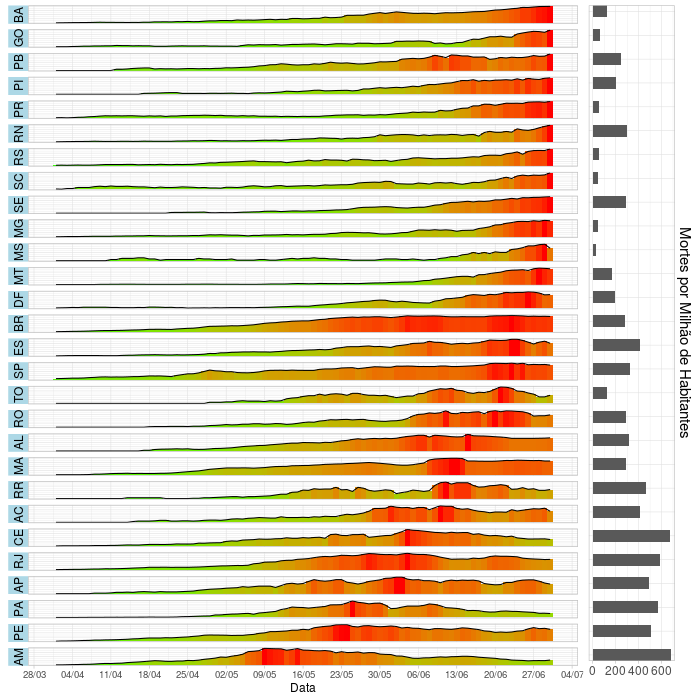 BA
GO
PB
PI
PR
RN
RS
SC
SE
MG
MS
MT
DF
BR
ES
SP
TO
RO
AL
MA
RR
AC
CE
RJ
AP
PA
PE
AM
28/03 04/04 11/04 18/04 25/04 02/05 09/05 16/05 23/05 30/05 06/06 13/06 20/06 27/06 04/07
Data
0 200 400 600
Mortes por Milhão de Habitantes